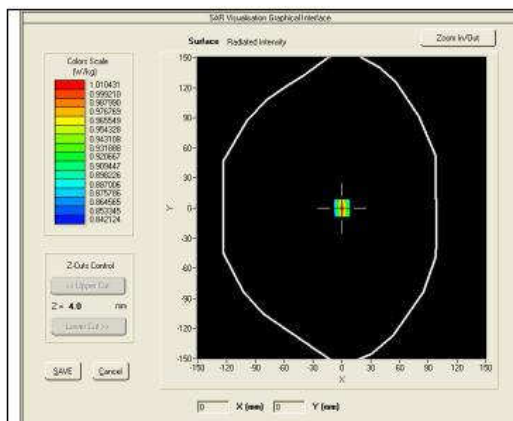 SAR Visualisation Graphical Interface
Surface Radiated Intensity
Zoom In/Out
Colors Scale
(W/kg)
1.010431
0.999210
0.987990
0.976769
0.965549
0.954328
0.943108
0.931888
0.920667
0.909447
0.898226
0.887006
0.875786
0.864565
0.853345
0.842124
150
120
90
60
30
0
-30
-60
-90
-120
-150
Y
-150 -120 -90 -60 -30 0 30 60 90 120 150
X
Z-Cuts Control
<< Upper Cut
Z = 4.0 mm
Lower Cut >>
SAVE Cancel
0 X (mm) 0 Y (mm)